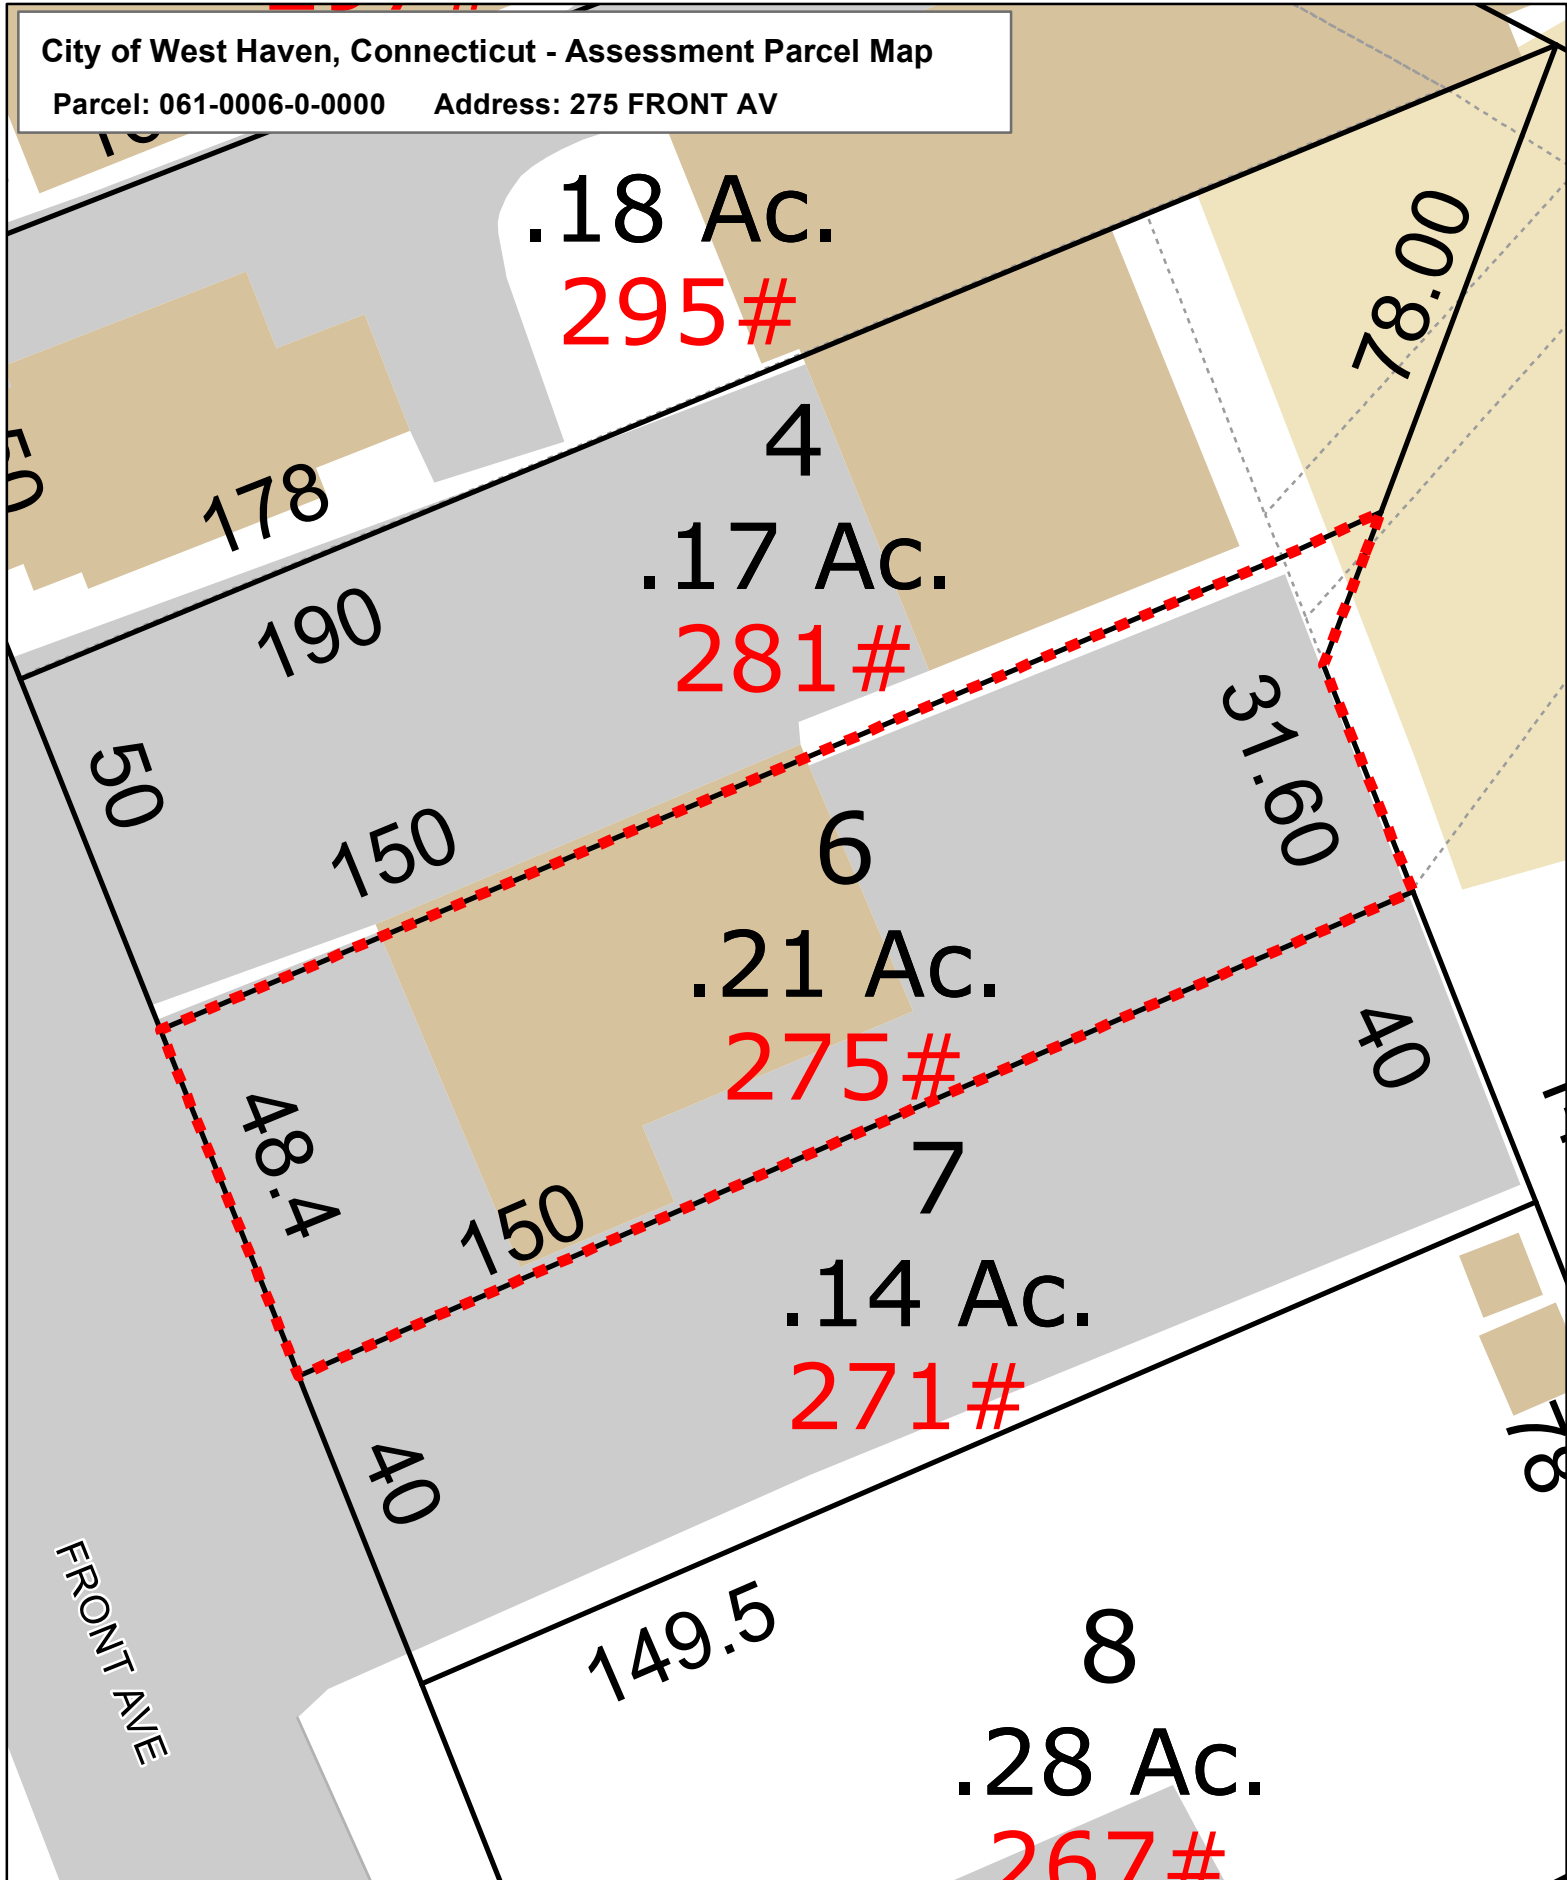 City of West Haven, Connecticut - Assessment Parcel Map
Parcel: 061-0006-0-0000 Address: 275 FRONT AV
.18 Ac.
295#
78.00
4
178
.17 Ac.
281#
190
50
150
31.60
6
.21 Ac.
275#
48.4
40
150
7
.14 Ac.
271#
40
FRONT AVE
149.5
8
.28 Ac.
267#